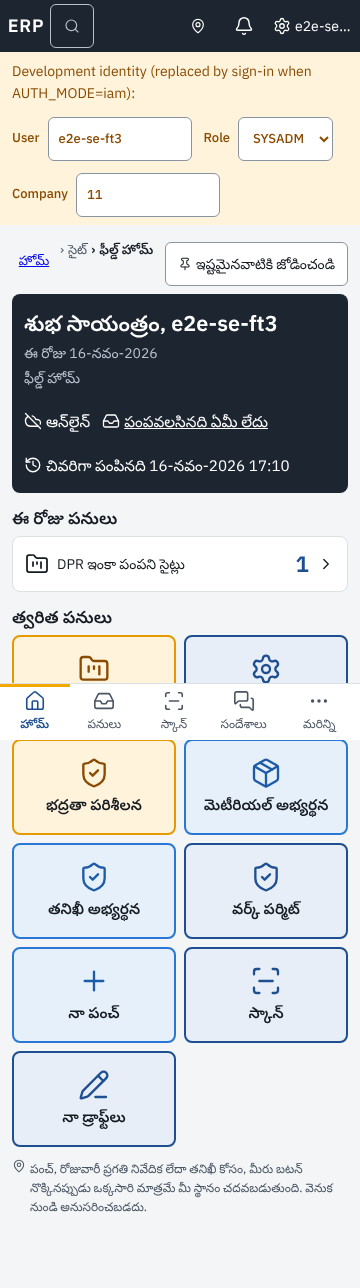 ERP
e2e-se...
Development identity (replaced by sign-in when
AUTH_MODE=iam):
User e2e-se-ft3 Role SYSADM
Company 11
హోమ్ › సైట్ › ఫీల్డ్ హోమ్
ఇష్టమైనవాటికి జోడించండి
శుభ సాయంత్రం, e2e-se-ft3
ఈ రోజు 16-నవం-2026
ఫీల్డ్ హోమ్
ఆన్‌లైన్ పంపవలసినది ఏమీ లేదు
చివరిగా పంపినది 16-నవం-2026 17:10
ఈ రోజు పనులు
DPR ఇంకా పంపని సైట్లు 1
త్వరిత పనులు
హోమ్ పనులు స్కాన్ సందేశాలు మరిన్ని
భద్రతా పరిశీలన మెటీరియల్ అభ్యర్థన
తనిఖీ అభ్యర్థన వర్క్ పర్మిట్
నా పంచ్ స్కాన్
నా డ్రాఫ్ట్‌లు
పంచ్, రోజువారీ ప్రగతి నివేదిక లేదా తనిఖీ కోసం, మీరు బటన్
నొక్కినప్పుడు ఒక్కసారి మాత్రమే మీ స్థానం చదవబడుతుంది. వెనుక
నుండి అనుసరించబడదు.